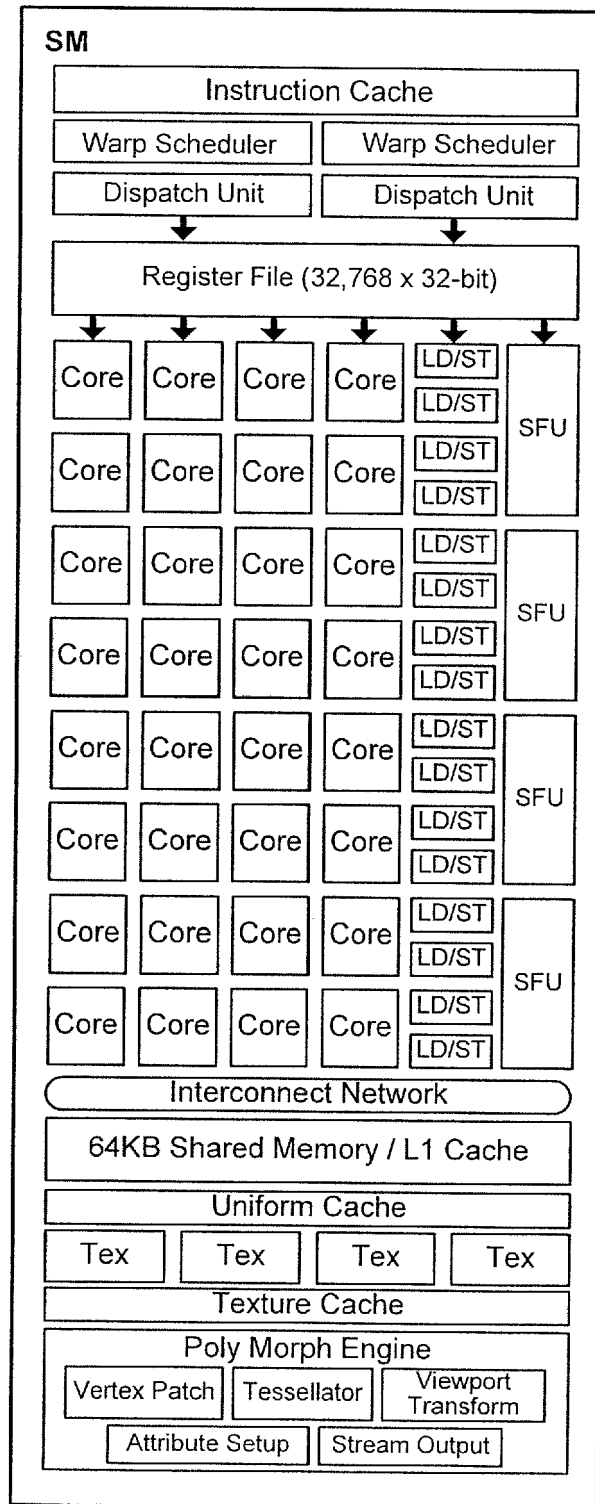 SM
Instruction Cache
Warp Scheduler Warp Scheduler
Dispatch Unit Dispatch Unit
Register File (32,768 x 32-bit)
Core Core Core Core LD/ST SFU
LD/ST
Core Core Core Core LD/ST
LD/ST
Core Core Core Core LD/ST SFU
LD/ST
Core Core Core Core LD/ST
LD/ST
Core Core Core Core LD/ST SFU
LD/ST
Core Core Core Core LD/ST
LD/ST
Core Core Core Core LD/ST SFU
LD/ST
Core Core Core Core LD/ST
LD/ST
Interconnect Network
64KB Shared Memory / L1 Cache
Uniform Cache
Tex Tex Tex Tex
Texture Cache
Poly Morph Engine
Vertex Patch Tessellator Viewport
Transform
Attribute Setup Stream Output